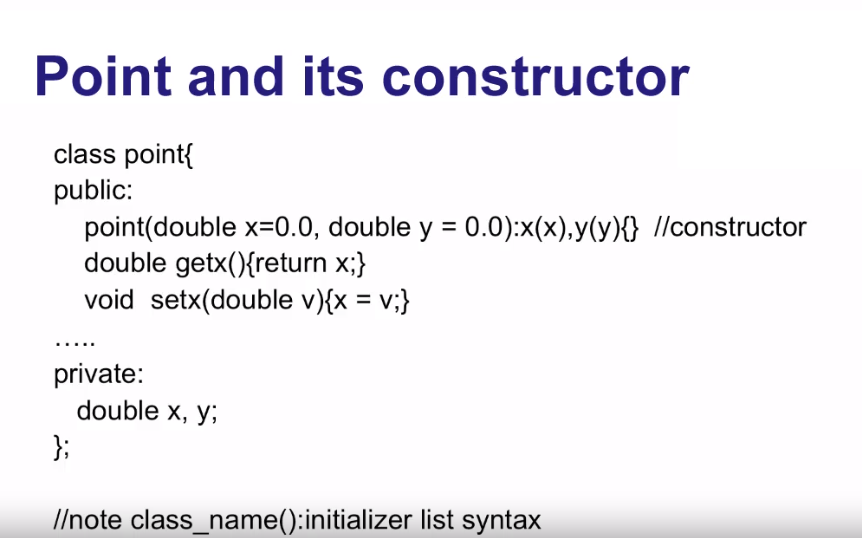 Point and its constructor
class point{
public:
point(double x=0.0, double y = 0.0):x(x),y(y){} //constructor
double getx(){return x;}
void setx(double v){x = v;}
.....
private:
double x, y;
};
//note class_name():initializer list syntax